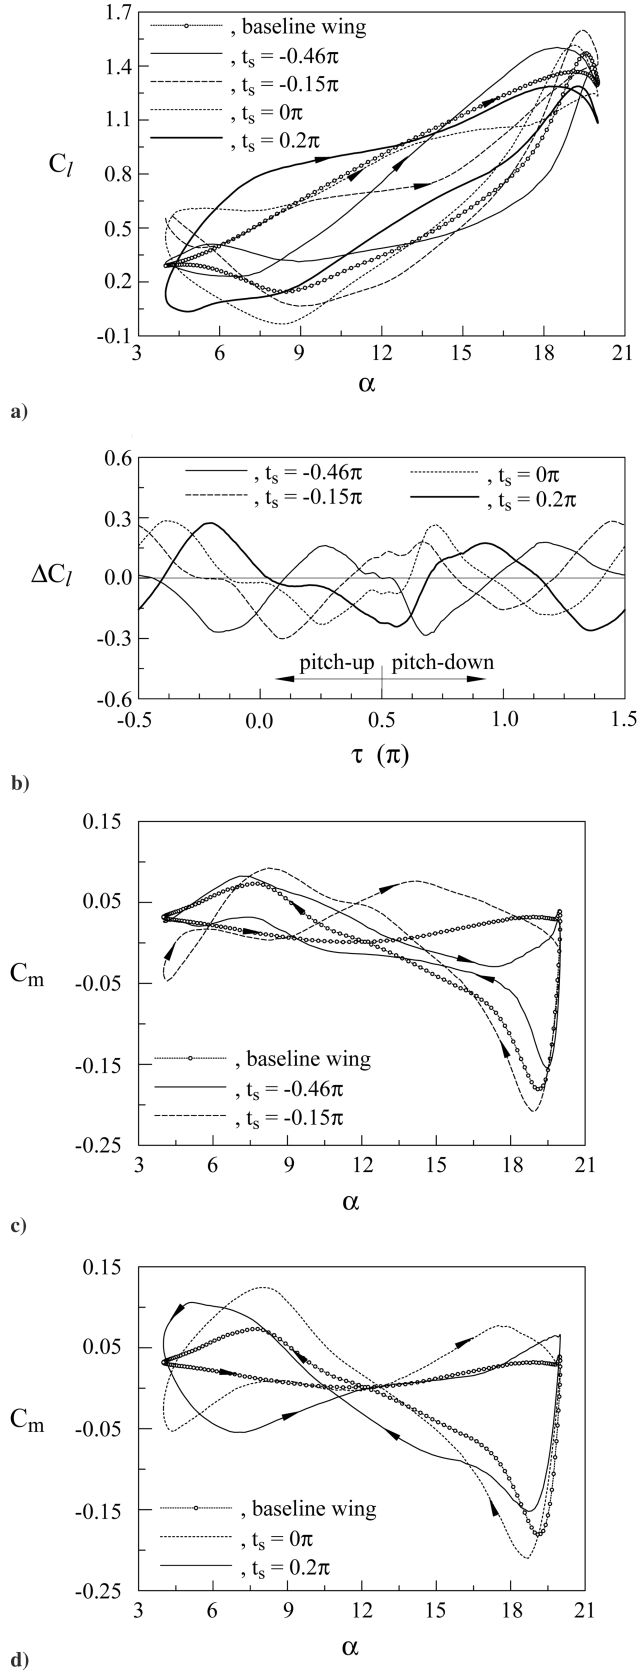 1.7
1.4
1.1
0.8
0.5
0.2
-0.1
C_l
, baseline wing
, t_s = -0.46π
, t_s = -0.15π
, t_s = 0π
, t_s = 0.2π
3 6 9 12 15 18 21
α
a)
0.6
0.3
0.0
-0.3
-0.6
ΔC_l
, t_s = -0.46π
, t_s = -0.15π
, t_s = 0π
, t_s = 0.2π
pitch-up pitch-down
-0.5 0.0 0.5 1.0 1.5
τ (π)
b)
0.15
0.05
-0.05
-0.15
-0.25
C_m
, baseline wing
, t_s = -0.46π
, t_s = -0.15π
3 6 9 12 15 18 21
α
c)
0.15
0.05
-0.05
-0.15
-0.25
C_m
, baseline wing
, t_s = 0π
, t_s = 0.2π
3 6 9 12 15 18 21
α
d)